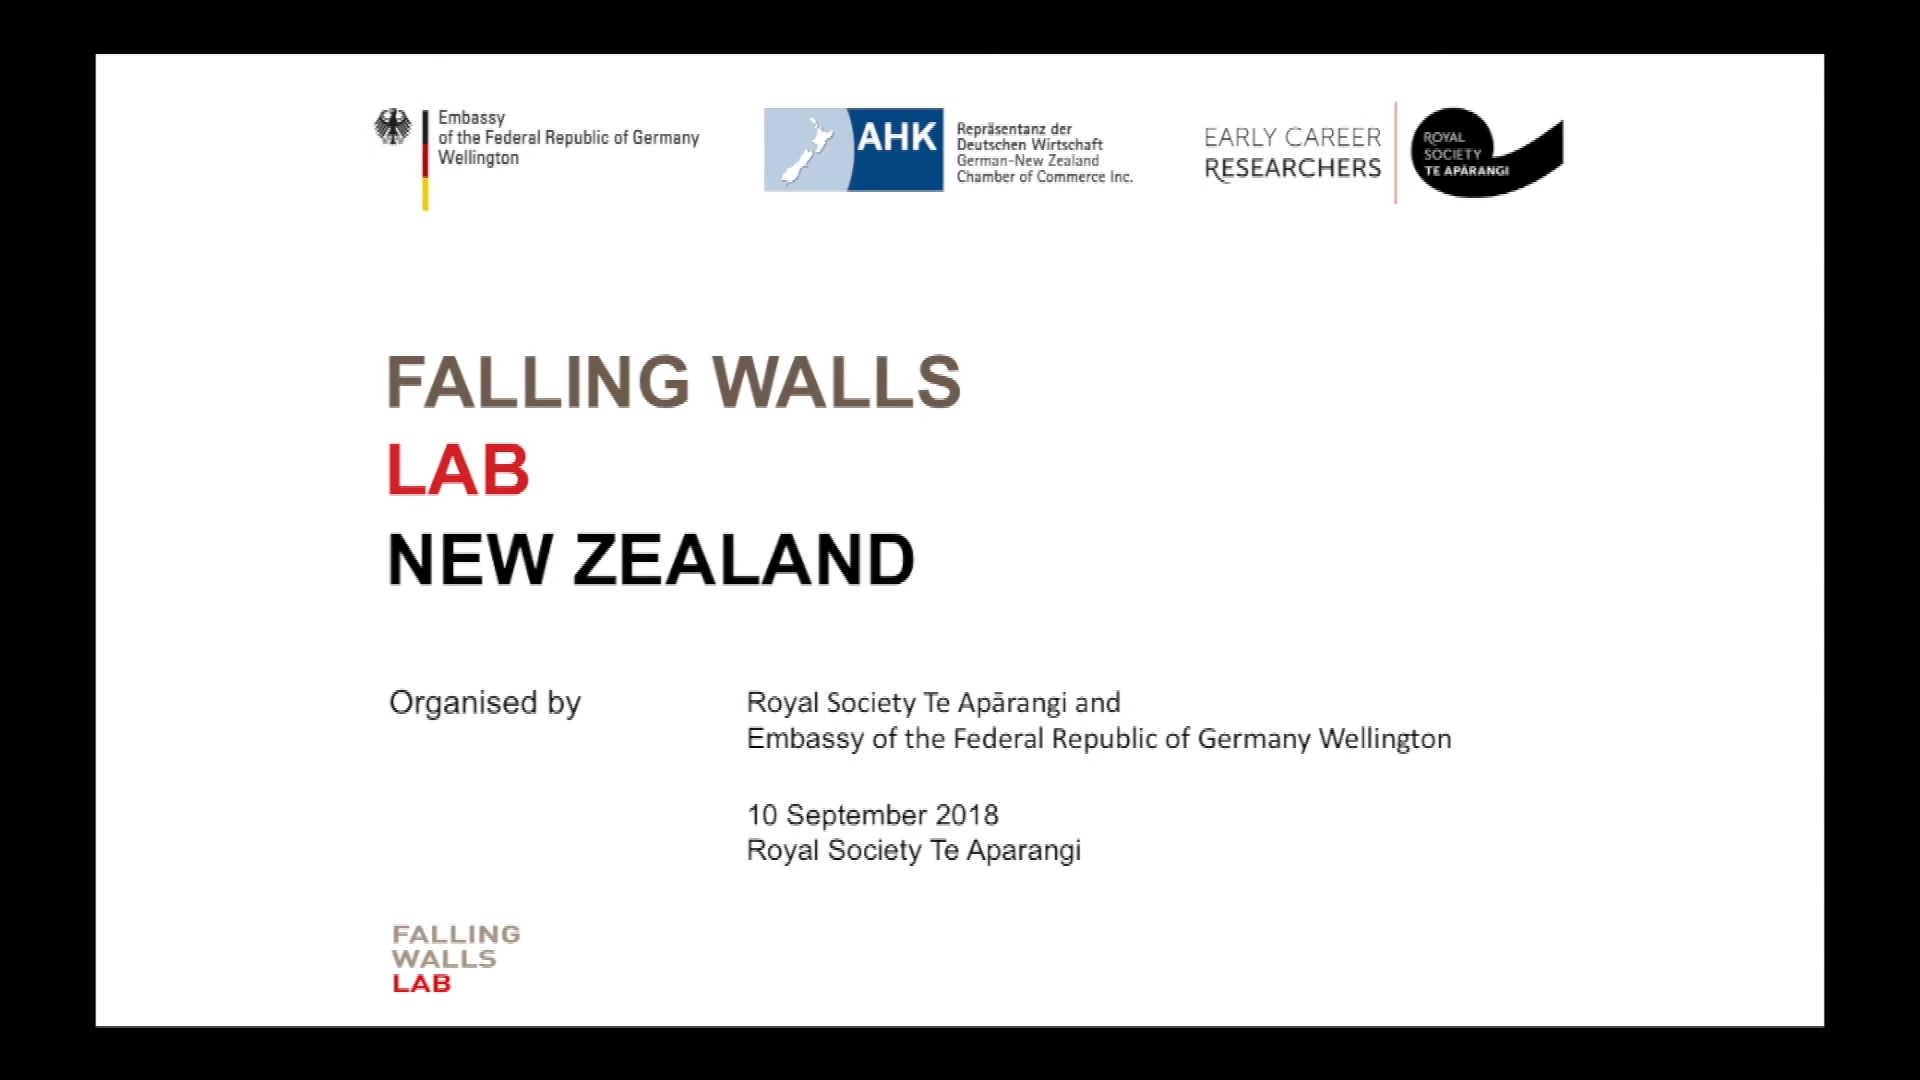 Embassy
of the Federal Republic of Germany
Wellington
AHK
Repräsentanz der
Deutschen Wirtschaft
German-New Zealand
Chamber of Commerce Inc.
EARLY CAREER
RESEARCHERS
ROYAL
SOCIETY
TE APĀRANGI
FALLING WALLS
LAB
NEW ZEALAND
Organised by
Royal Society Te Apārangi and
Embassy of the Federal Republic of Germany Wellington
10 September 2018
Royal Society Te Aparangi
FALLING
WALLS
LAB